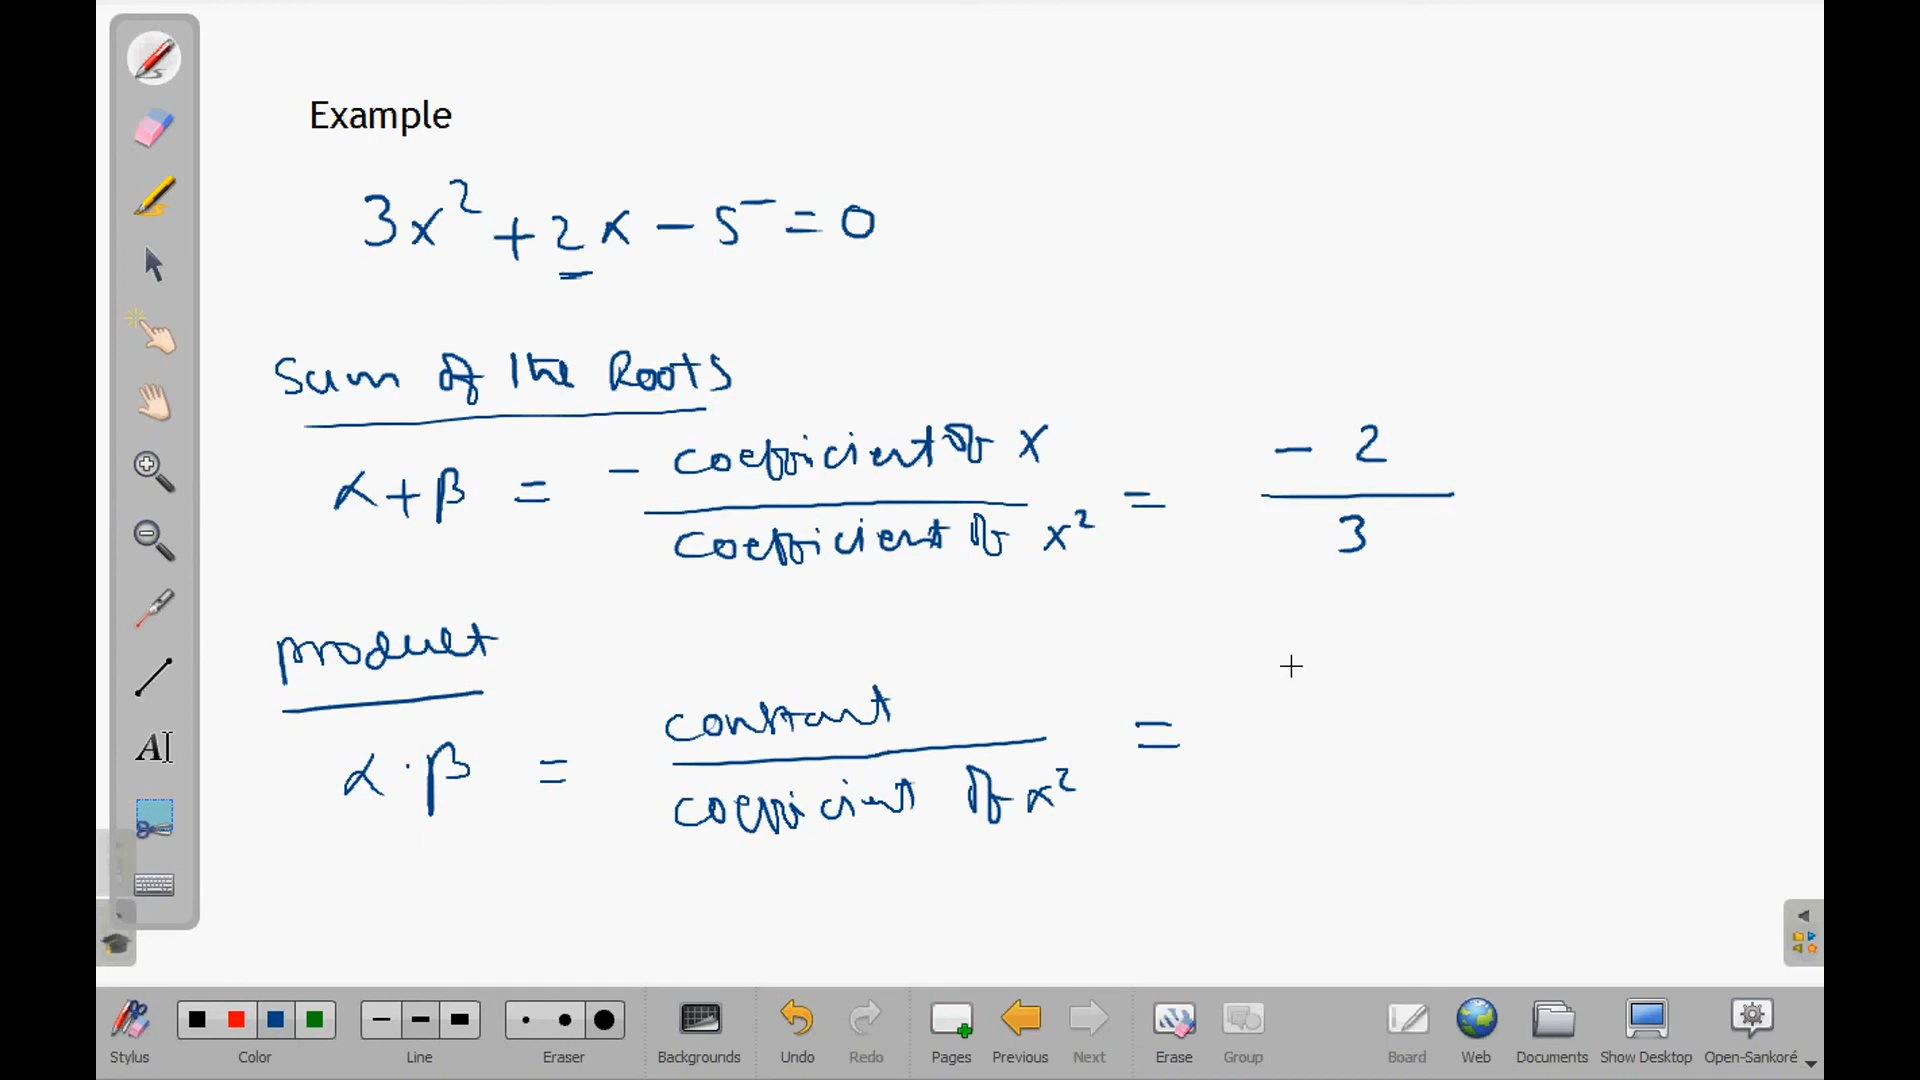 Example
3x² + 2x - 5 = 0
Sum of the Roots
α + β = - coefficient of x / coefficient of x² = - 2 / 3
product
α · β = constant / coefficient of x² =
A
Stylus Color Line Eraser Backgrounds Undo Redo Pages Previous Next Erase Group Board Web Documents Show Desktop Open-Sankoré